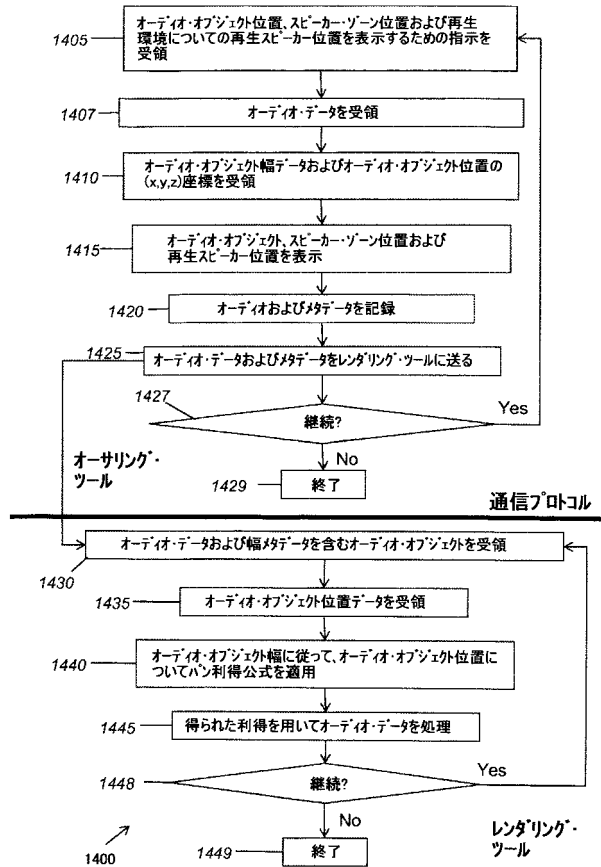 1405
オーディオ・オブジェクト位置、スピーカー・ゾーン位置および再生
環境についての再生スピーカー位置を表示するための指示を
受領
1407
オーディオ・データを受領
1410
オーディオ・オブジェクト幅データおよびオーディオ・オブジェクト位置の
(x,y,z)座標を受領
1415
オーディオ・オブジェクト、スピーカー・ゾーン位置および
再生スピーカー位置を表示
1420
オーディオおよびメタデータを記録
1425
オーディオ・データおよびメタデータをレンダリング・ツールに送る
1427
継続?
Yes
No
1429
終了
オーサリング・
ツール
通信プロトコル
1430
オーディオ・データおよび幅メタデータを含むオーディオ・オブジェクトを受領
1435
オーディオ・オブジェクト位置データを受領
1440
オーディオ・オブジェクト幅に従って、オーディオ・オブジェクト位置に
ついてパン利得公式を適用
1445
得られた利得を用いてオーディオ・データを処理
1448
継続?
Yes
No
1449
終了
1400
レンダリング・
ツール